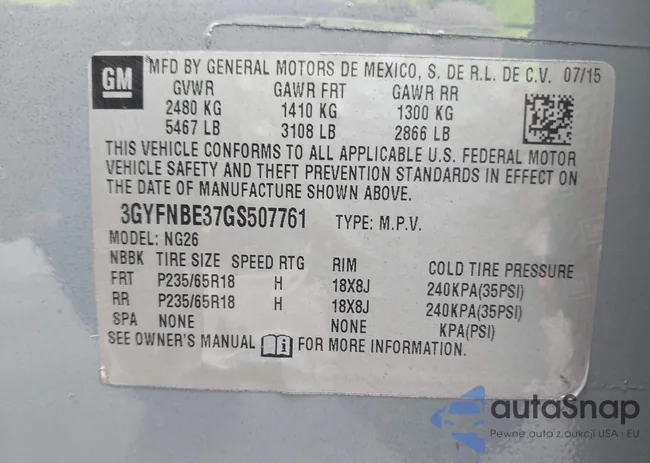 GM
MFD BY GENERAL MOTORS DE MEXICO, S. DE R.L. DE C.V. 07/15
GVWR GAWR FRT GAWR RR
2480 KG 1410 KG 1300 KG
5467 LB 3108 LB 2866 LB
THIS VEHICLE CONFORMS TO ALL APPLICABLE U.S. FEDERAL MOTOR
VEHICLE SAFETY AND THEFT PREVENTION STANDARDS IN EFFECT ON
THE DATE OF MANUFACTURE SHOWN ABOVE.
3GYFNBE37GS507761 TYPE: M.P.V.
MODEL: NG26
NBBK TIRE SIZE SPEED RTG RIM COLD TIRE PRESSURE
FRT P235/65R18 H 18X8J 240KPA(35PSI)
RR P235/65R18 H 18X8J 240KPA(35PSI)
SPA NONE NONE KPA(PSI)
SEE OWNER'S MANUAL i FOR MORE INFORMATION.
autoSnap
Pewne auta z aukcji USA i EU